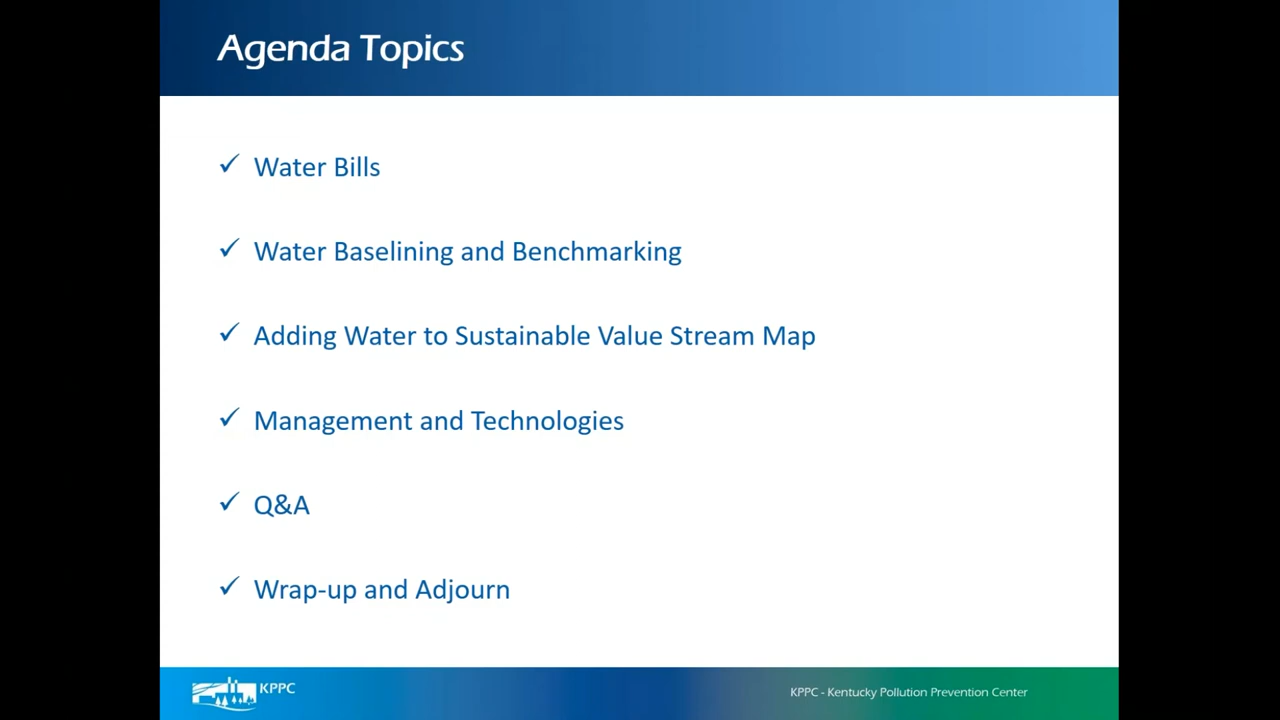 Agenda Topics
✓ Water Bills
✓ Water Baselining and Benchmarking
✓ Adding Water to Sustainable Value Stream Map
✓ Management and Technologies
✓ Q&A
✓ Wrap-up and Adjourn
KPPC
KPPC - Kentucky Pollution Prevention Center